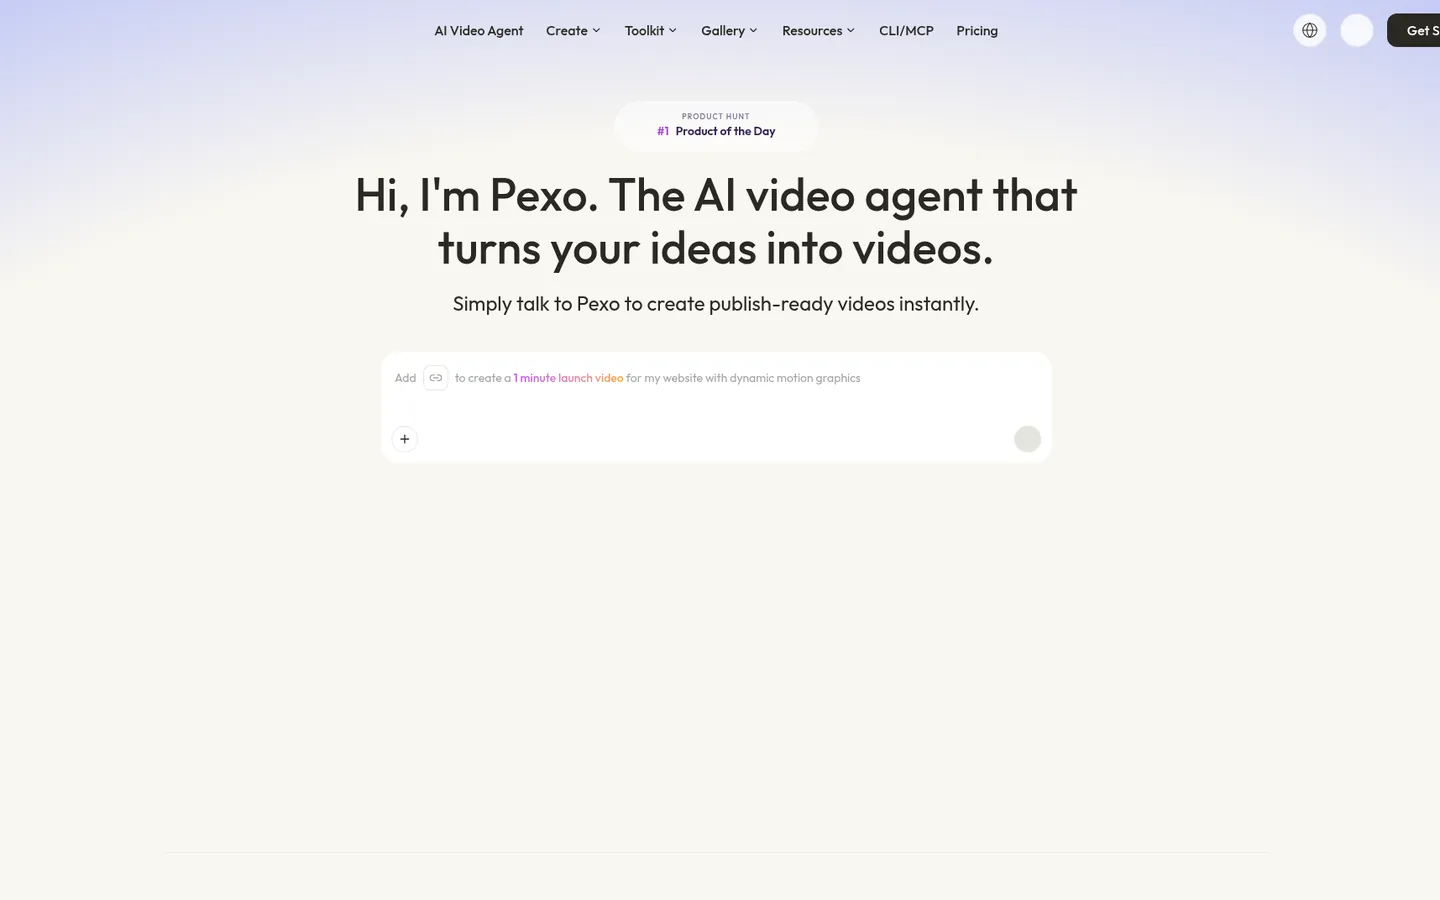 AI Video Agent Create Toolkit Gallery Resources CLI/MCP Pricing Get S
PRODUCT HUNT
#1 Product of the Day
Hi, I'm Pexo. The AI video agent that
turns your ideas into videos.
Simply talk to Pexo to create publish-ready videos instantly.
Add to create a 1 minute launch video for my website with dynamic motion graphics